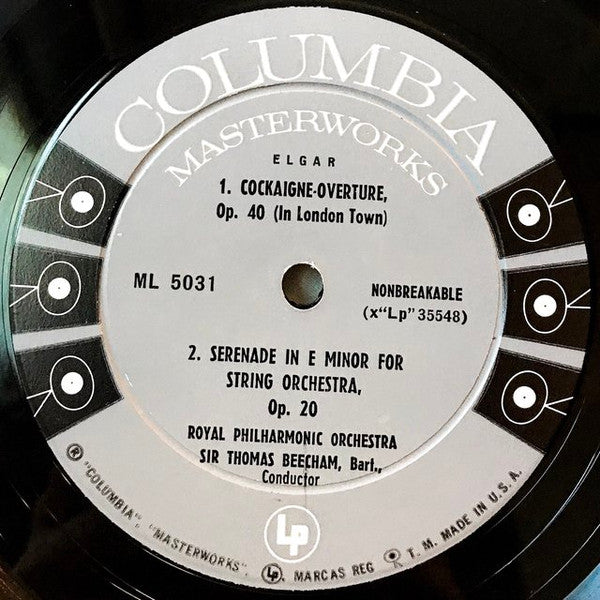 COLUMBIA
MASTERWORKS
ELGAR
1. COCKAIGNE-OVERTURE,
Op. 40 (In London Town)
ML 5031
NONBREAKABLE
(x"Lp" 35548)
2. SERENADE IN E MINOR FOR
STRING ORCHESTRA,
Op. 20
ROYAL PHILHARMONIC ORCHESTRA
SIR THOMAS BEECHAM, Bart.,
Conductor
Lp
® "COLUMBIA", "MASTERWORKS", Lp, MARCAS REG T. M. MADE IN U. S. A.